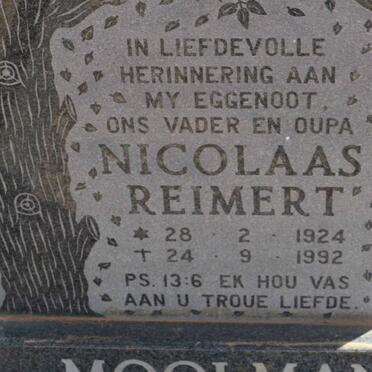 IN LIEFDEVOLLE
HERINNERING AAN
MY EGGENOOT,
ONS VADER EN OUPA
NICOLAAS
REIMERT
* 28 · 2 · 1924
† 24 · 9 · 1992
PS. 13:6 EK HOU VAS
AAN U TROUE LIEFDE.
MOOLMAN